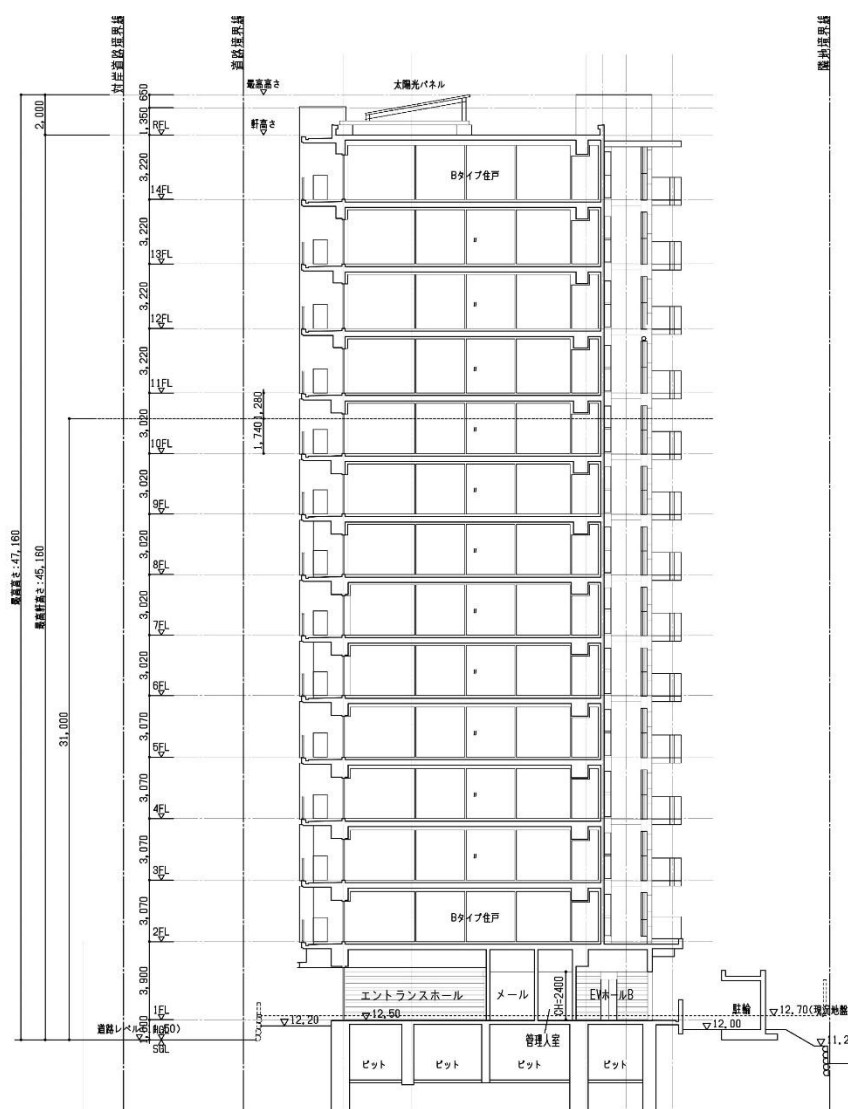 対岸道路境界線
道路境界線
隣地境界線
最高高さ
太陽光パネル
650
1,350
2,000
軒高さ
RFL
3,220
Bタイプ住戸
14FL
3,220
〃
13FL
3,220
〃
12FL
3,220
〃
11FL
1,280
3,020
1,740
〃
10FL
3,020
〃
9FL
3,020
〃
8FL
3,020
〃
7FL
3,020
〃
6FL
3,070
〃
5FL
3,070
〃
4FL
3,070
〃
3FL
3,070
Bタイプ住戸
2FL
最高高さ:47,160
最高軒高さ:45,160
31,000
3,900
エントランスホール
メール
CH=2400
EVホールB
駐輪
1FL
12.70(現況地盤
道路レベル
12.20
12.50
管理人室
12.00
11.2
SGL
ピット
ピット
ピット
ピット